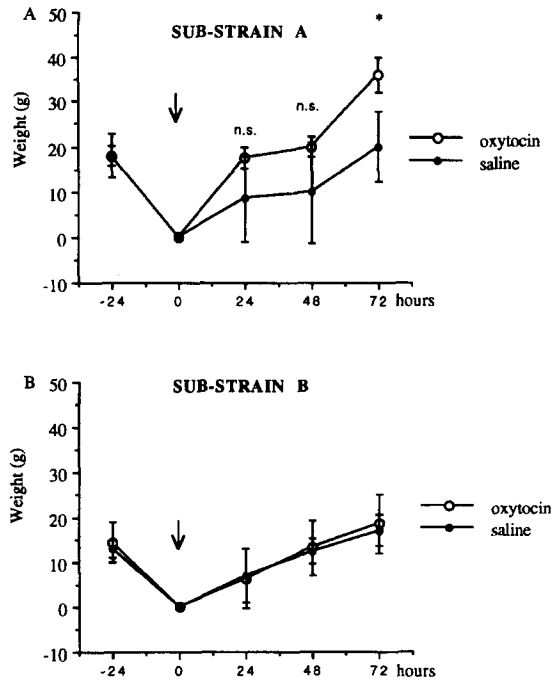 A
SUB-STRAIN A
*
50
40
30
20
10
0
-10
Weight (g)
n.s.
n.s.
oxytocin
saline
-24 0 24 48 72 hours
B
SUB-STRAIN B
50
40
30
20
10
0
-10
Weight (g)
oxytocin
saline
-24 0 24 48 72 hours